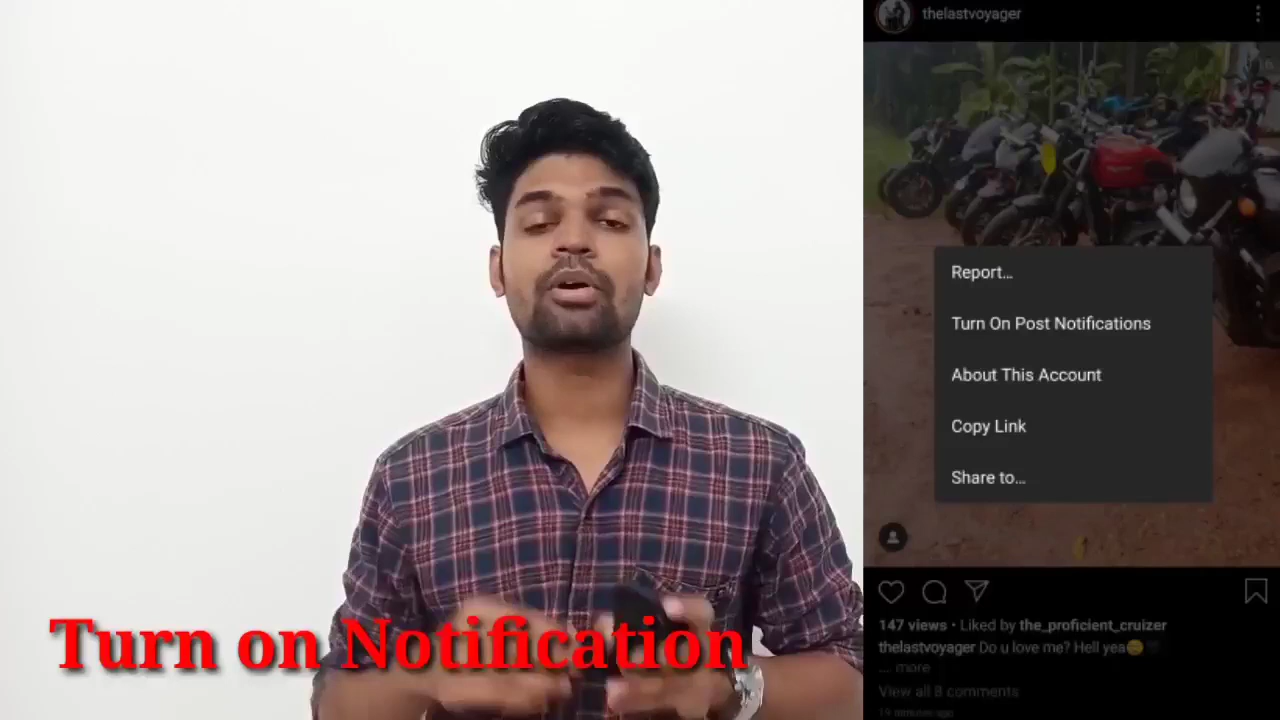 thelastvoyager
Report...
Turn On Post Notifications
About This Account
Copy Link
Share to...
Turn on Notification
147 views • Liked by the_proficient_cruizer
thelastvoyager Do u love me? Hell yea
... more
View all 8 comments